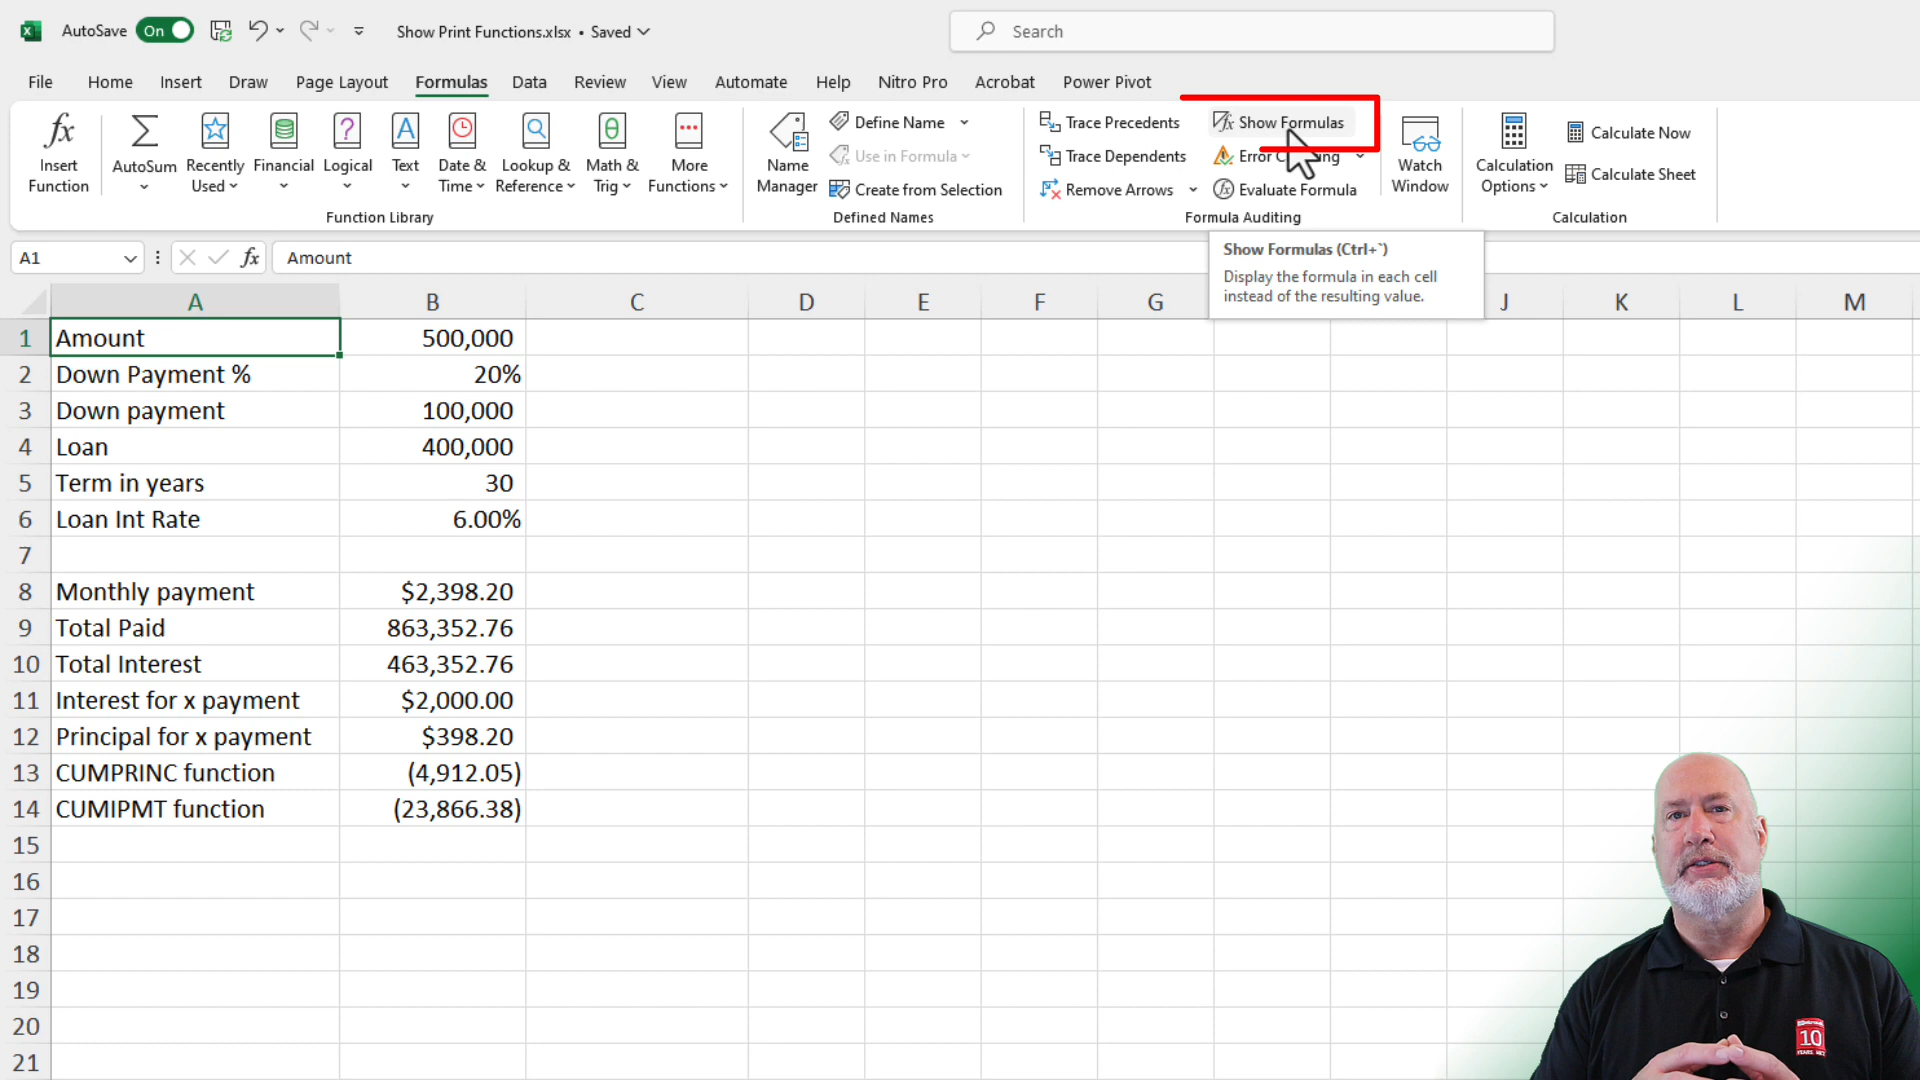 AutoSave On Show Print Functions.xlsx • Saved Search
File Home Insert Draw Page Layout Formulas Data Review View Automate Help Nitro Pro Acrobat Power Pivot
fx Insert Function
AutoSum
Recently Used
Financial
Logical
Text
Date & Time
Lookup & Reference
Math & Trig
More Functions
Function Library
Name Manager
Define Name
Use in Formula
Create from Selection
Defined Names
Trace Precedents
Trace Dependents
Remove Arrows
Show Formulas
Error
Evaluate Formula
Formula Auditing
Watch Window
Calculation Options
Calculate Now
Calculate Sheet
Calculation
A1 fx Amount
Show Formulas (Ctrl+`)
Display the formula in each cell
instead of the resulting value.
A B C D E F G J K L M
1 Amount 500,000
2 Down Payment % 20%
3 Down payment 100,000
4 Loan 400,000
5 Term in years 30
6 Loan Int Rate 6.00%
7
8 Monthly payment $2,398.20
9 Total Paid 863,352.76
10 Total Interest 463,352.76
11 Interest for x payment $2,000.00
12 Principal for x payment $398.20
13 CUMPRINC function (4,912.05)
14 CUMIPMT function (23,866.38)
15
16
17
18
19
20
21
10